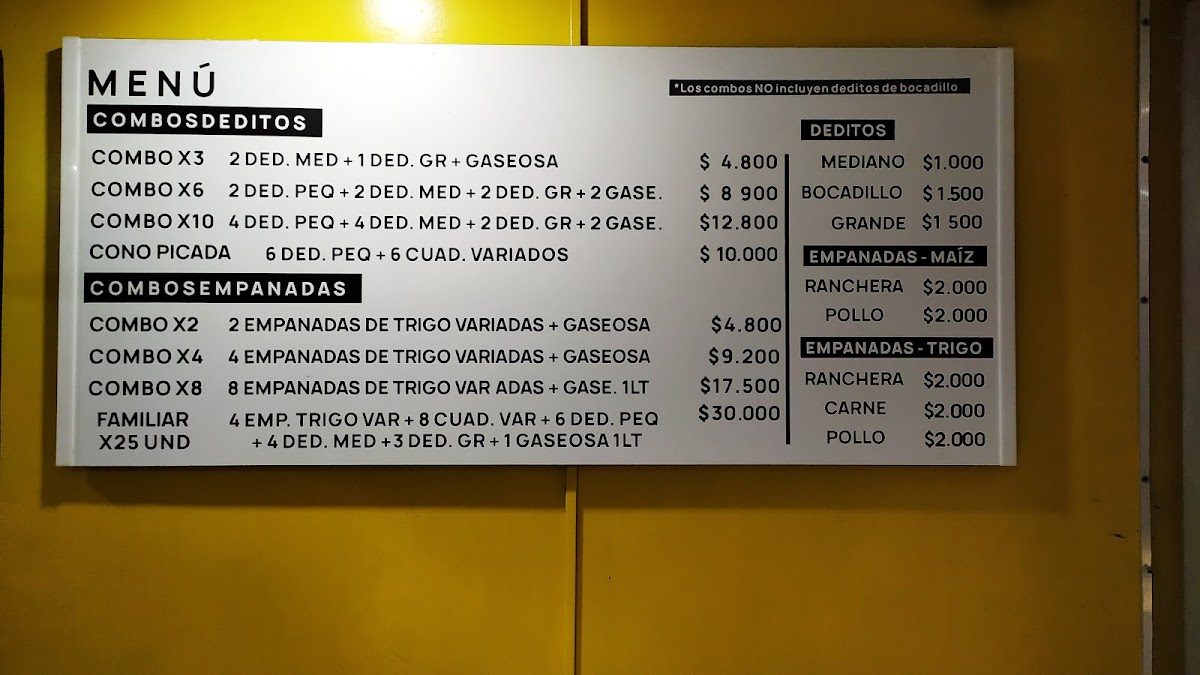 MENÚ
*Los combos NO incluyen deditos de bocadillo
COMBOSDEDITOS
COMBO X3 2 DED. MED + 1 DED. GR + GASEOSA $ 4.800
COMBO X6 2 DED. PEQ + 2 DED. MED + 2 DED. GR + 2 GASE. $ 8 900
COMBO X10 4 DED. PEQ + 4 DED. MED + 2 DED. GR + 2 GASE. $12.800
CONO PICADA 6 DED. PEQ + 6 CUAD. VARIADOS $ 10.000
COMBOSEMPANADAS
COMBO X2 2 EMPANADAS DE TRIGO VARIADAS + GASEOSA $4.800
COMBO X4 4 EMPANADAS DE TRIGO VARIADAS + GASEOSA $9.200
COMBO X8 8 EMPANADAS DE TRIGO VAR ADAS + GASE. 1LT $17.500
FAMILIAR 4 EMP. TRIGO VAR + 8 CUAD. VAR + 6 DED. PEQ $30.000
X25 UND + 4 DED. MED +3 DED. GR + 1 GASEOSA 1LT
DEDITOS
MEDIANO $1.000
BOCADILLO $1.500
GRANDE $1 500
EMPANADAS - MAÍZ
RANCHERA $2.000
POLLO $2.000
EMPANADAS - TRIGO
RANCHERA $2.000
CARNE $2.000
POLLO $2.000